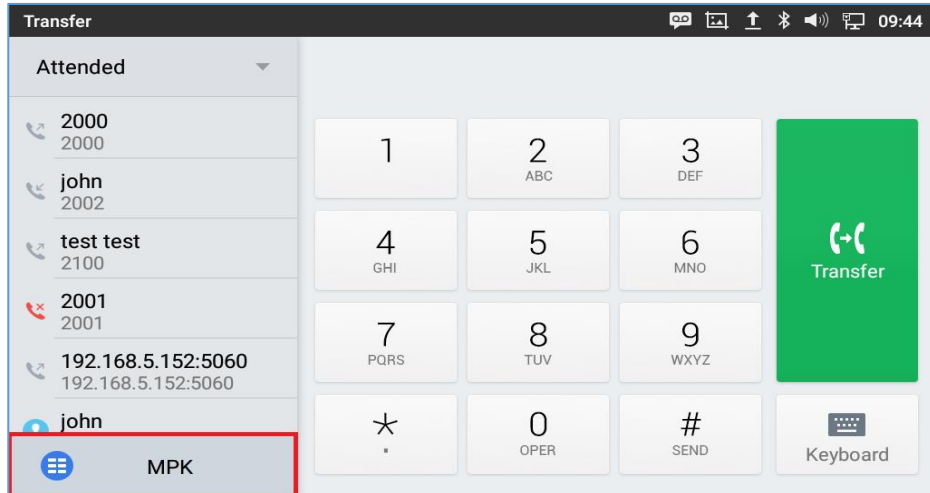 Transfer
09:44
Attended
2000
2000
john
2002
test test
2100
2001
2001
192.168.5.152:5060
192.168.5.152:5060
john
MPK
1
2
ABC
3
DEF
4
GHI
5
JKL
6
MNO
7
PQRS
8
TUV
9
WXYZ
*
.
0
OPER
#
SEND
Transfer
Keyboard